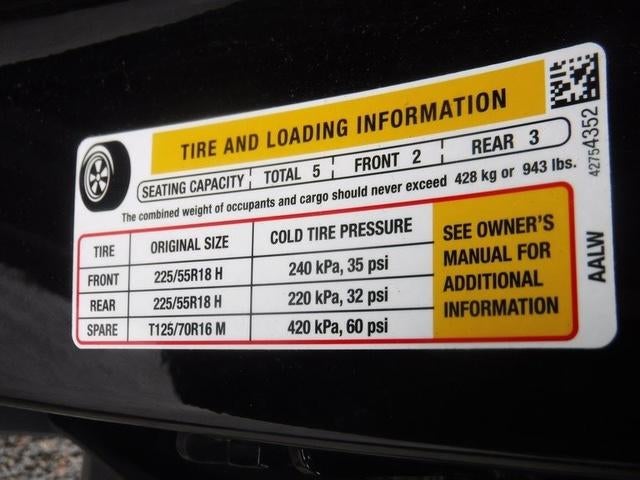 TIRE AND LOADING INFORMATION
SEATING CAPACITY TOTAL 5 FRONT 2 REAR 3
The combined weight of occupants and cargo should never exceed 428 kg or 943 lbs.
TIRE ORIGINAL SIZE COLD TIRE PRESSURE
FRONT 225/55R18 H 240 kPa, 35 psi
REAR 225/55R18 H 220 kPa, 32 psi
SPARE T125/70R16 M 420 kPa, 60 psi
SEE OWNER'S
MANUAL FOR
ADDITIONAL
INFORMATION
42754352
AALW